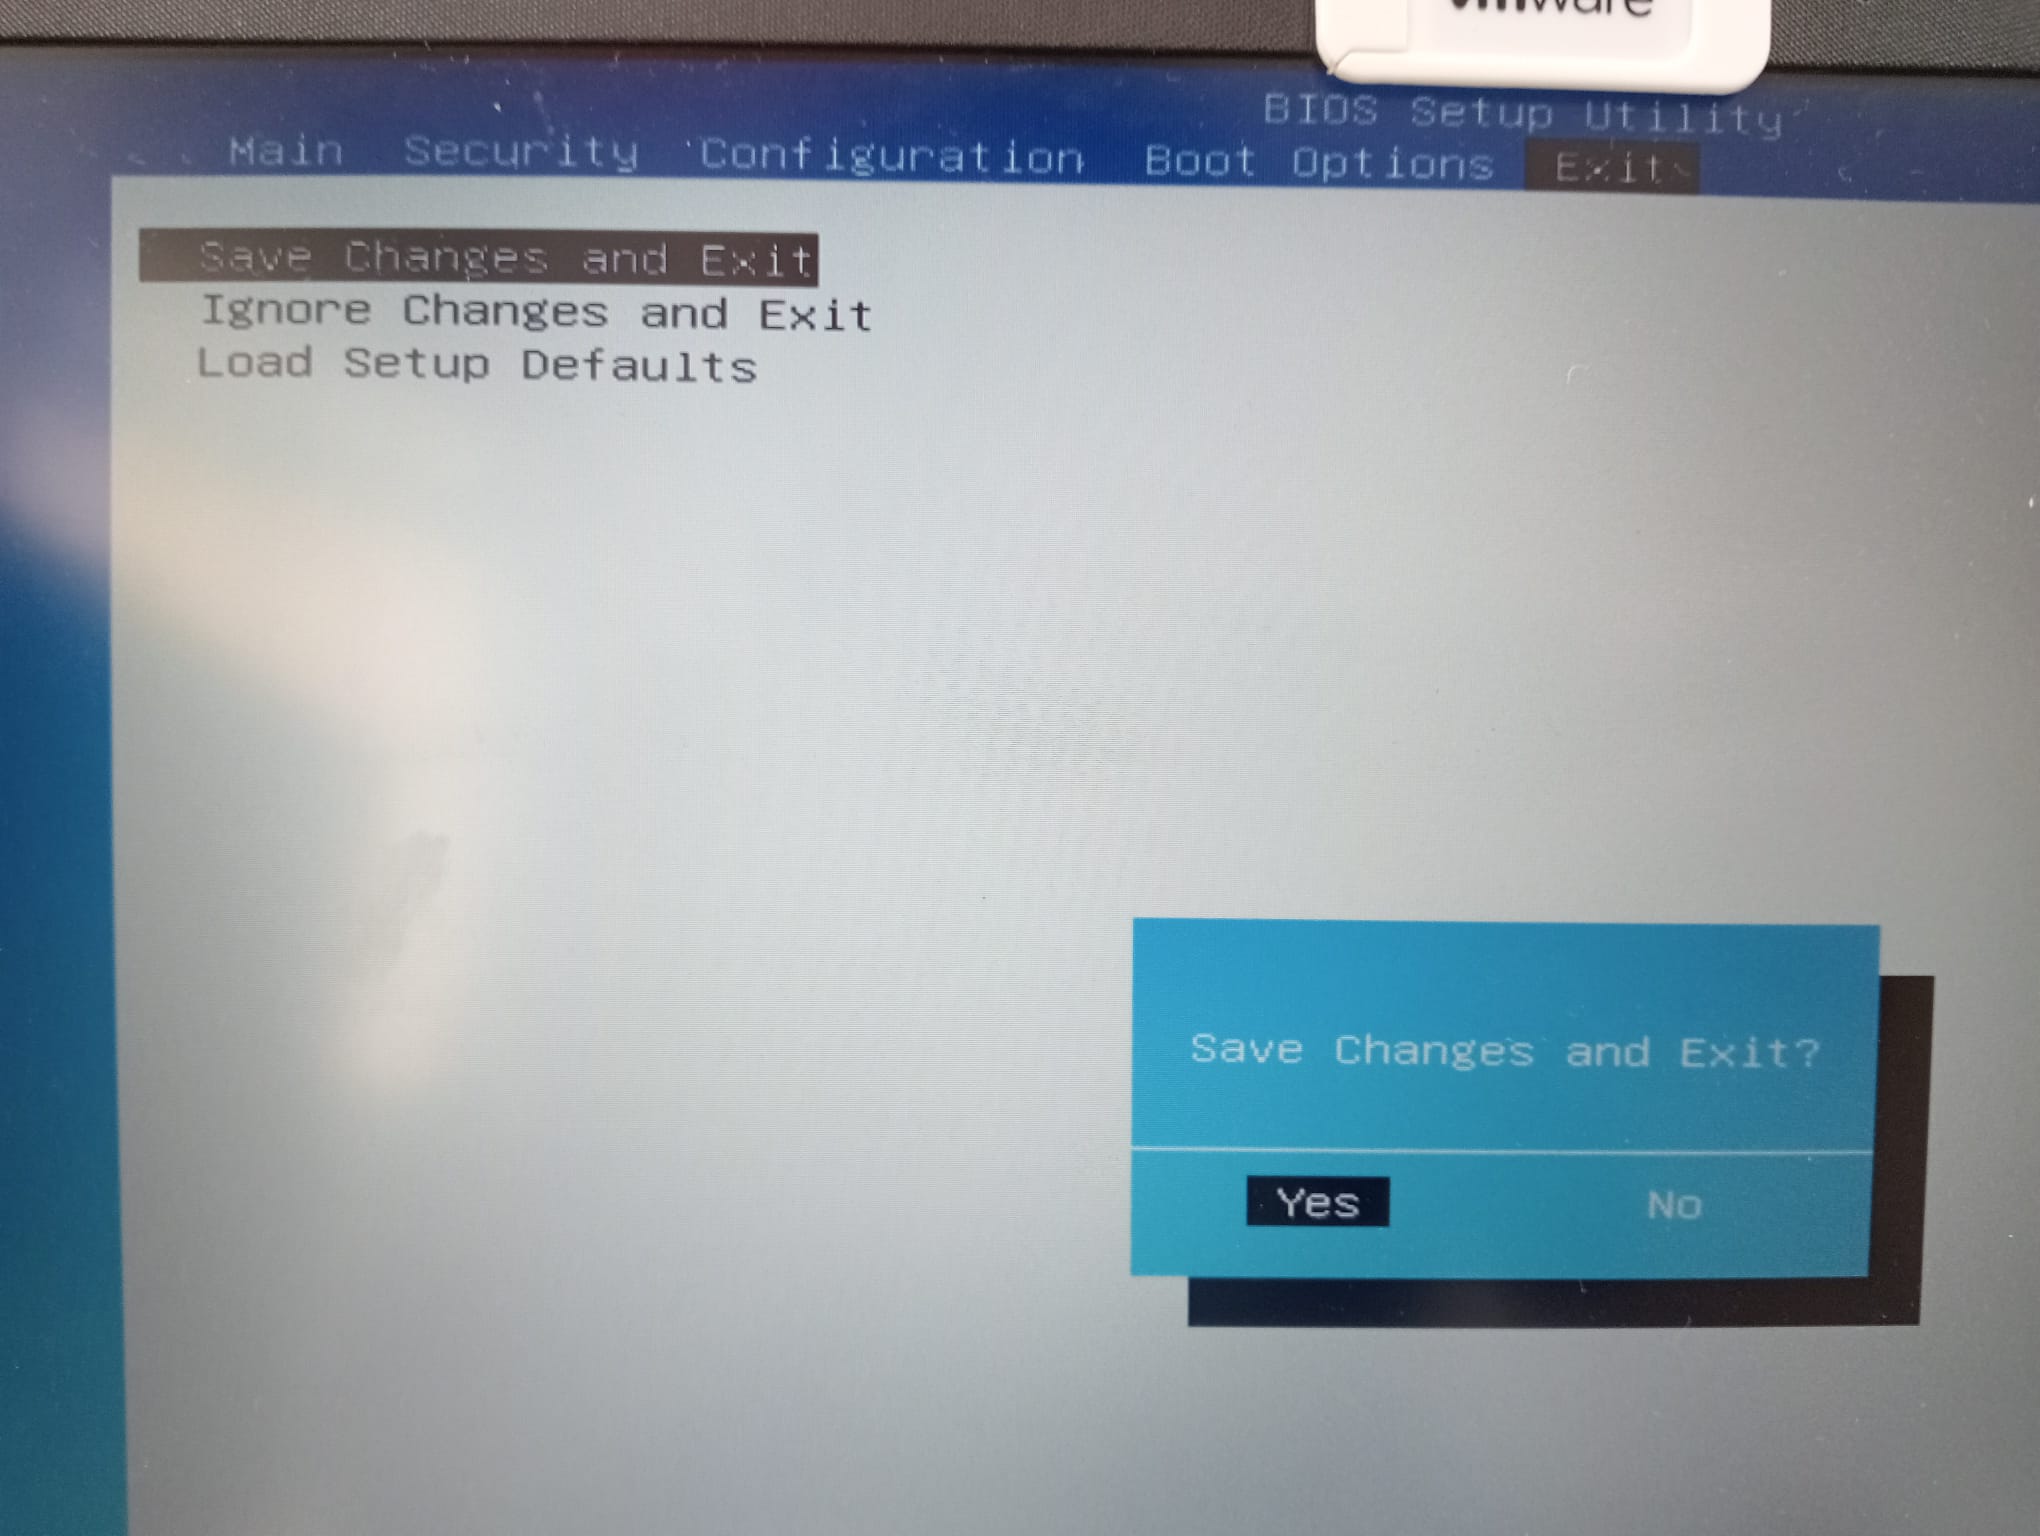 vmware
BIOS Setup Utility
Main Security Configuration Boot Options Exit
Save Changes and Exit
Ignore Changes and Exit
Load Setup Defaults
Save Changes and Exit?
Yes No